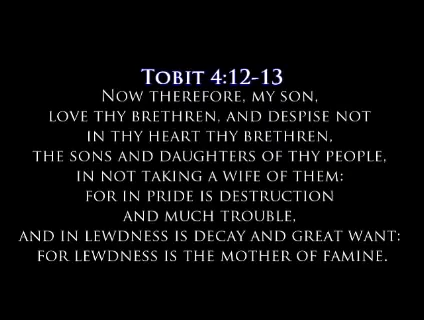 Tobit 4:12-13
Now therefore, my son,
love thy brethren, and despise not
in thy heart thy brethren,
the sons and daughters of thy people,
in not taking a wife of them:
for in pride is destruction
and much trouble,
and in lewdness is decay and great want:
for lewdness is the mother of famine.